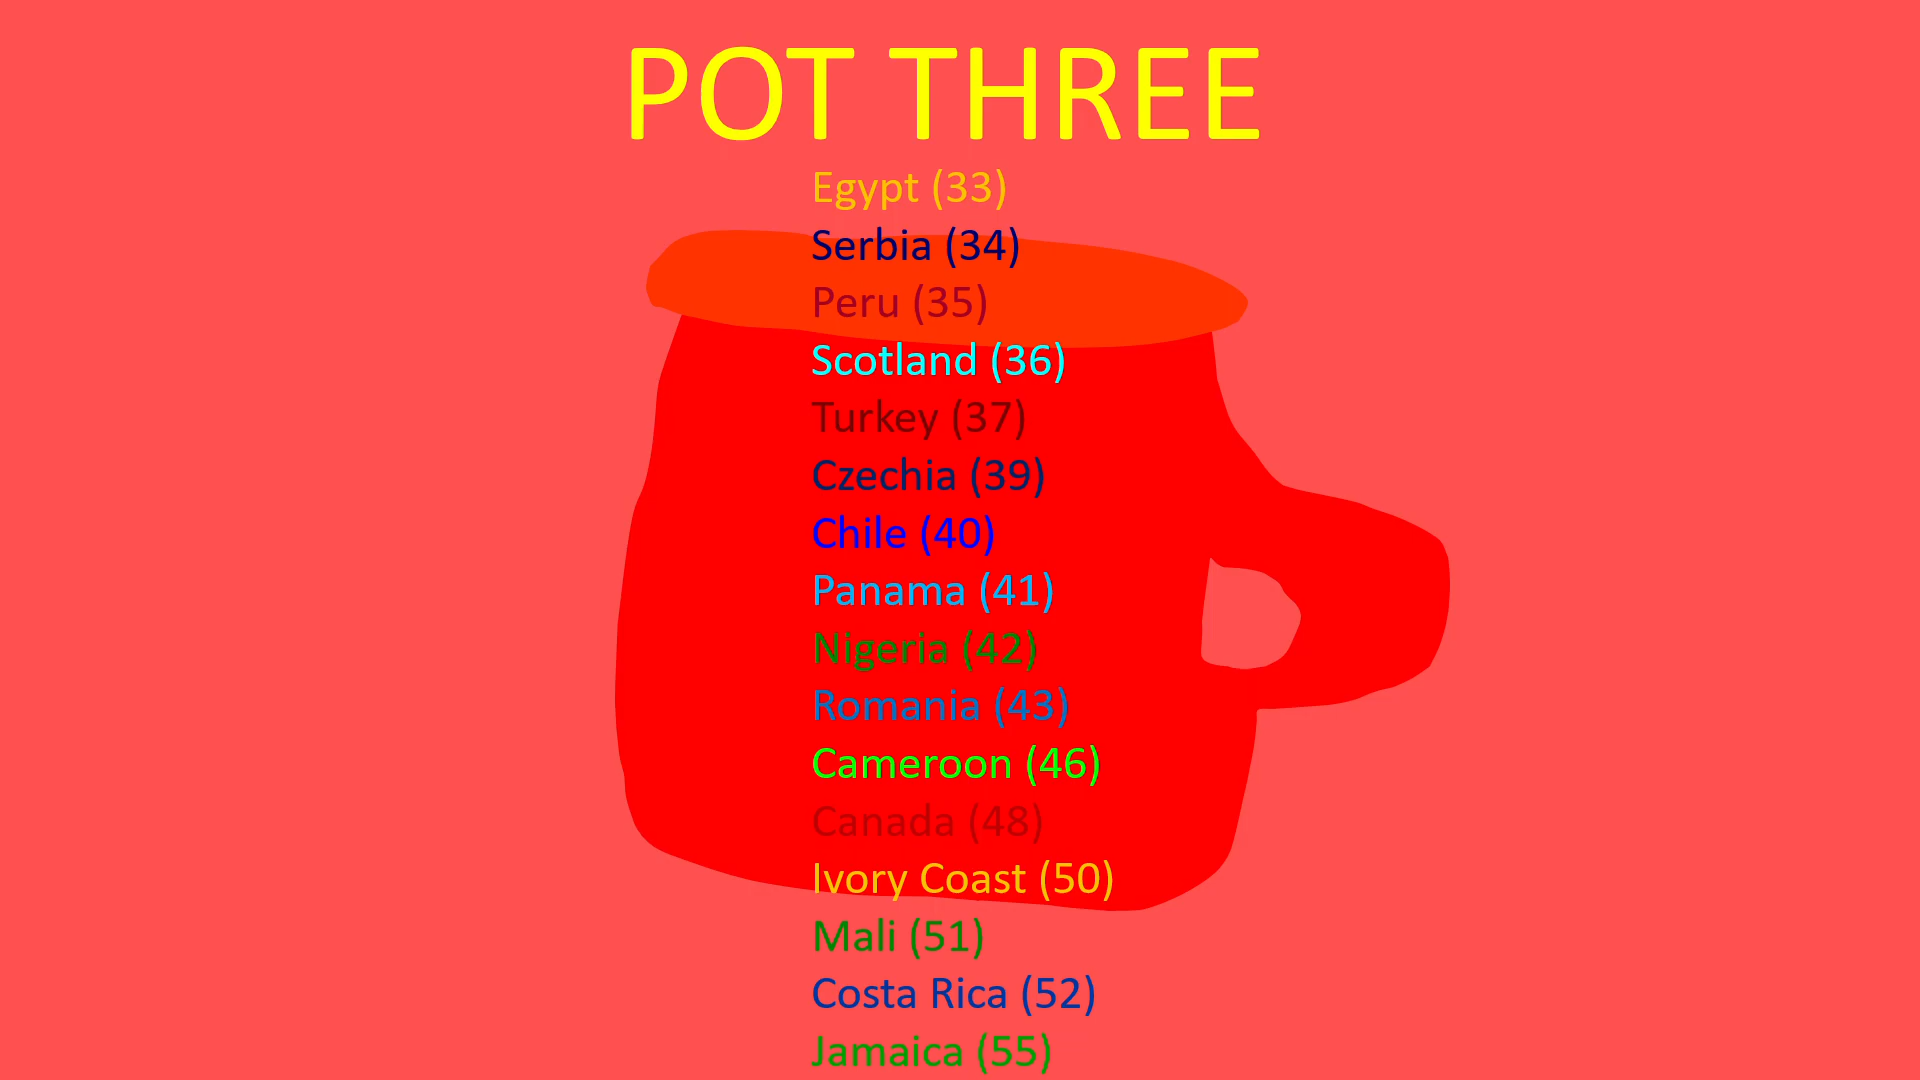 POT THREE
Egypt (33)
Serbia (34)
Peru (35)
Scotland (36)
Turkey (37)
Czechia (39)
Chile (40)
Panama (41)
Nigeria (42)
Romania (43)
Cameroon (46)
Canada (48)
Ivory Coast (50)
Mali (51)
Costa Rica (52)
Jamaica (55)